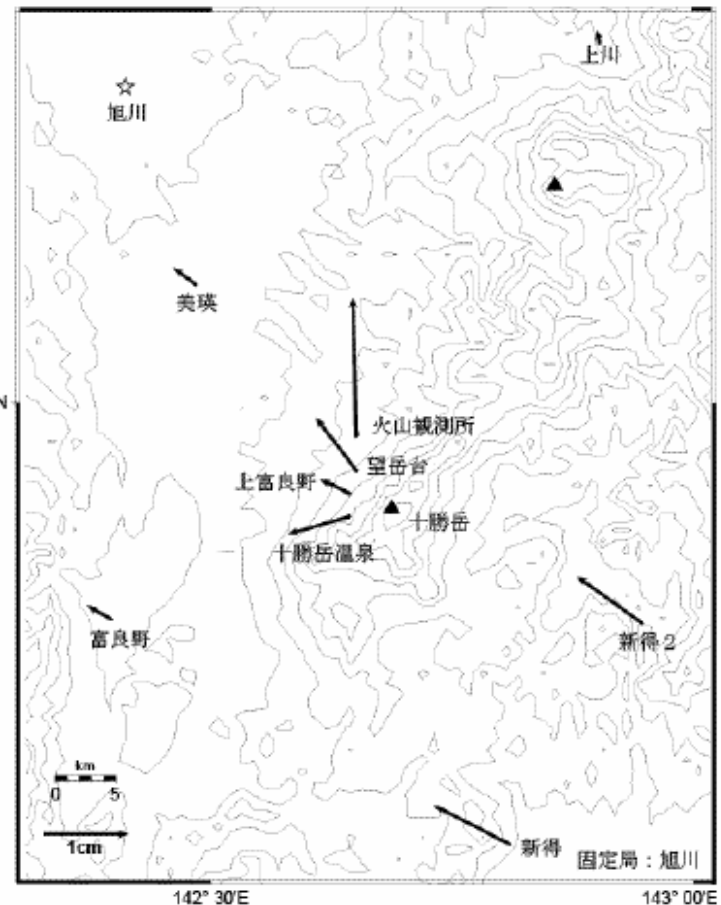 上川
旭川
美瑛
N
火山観測所
望岳台
上富良野
十勝岳
十勝岳温泉
富良野
新得2
km
0 5
1cm
新得
固定局:旭川
142° 30'E
143° 00'E